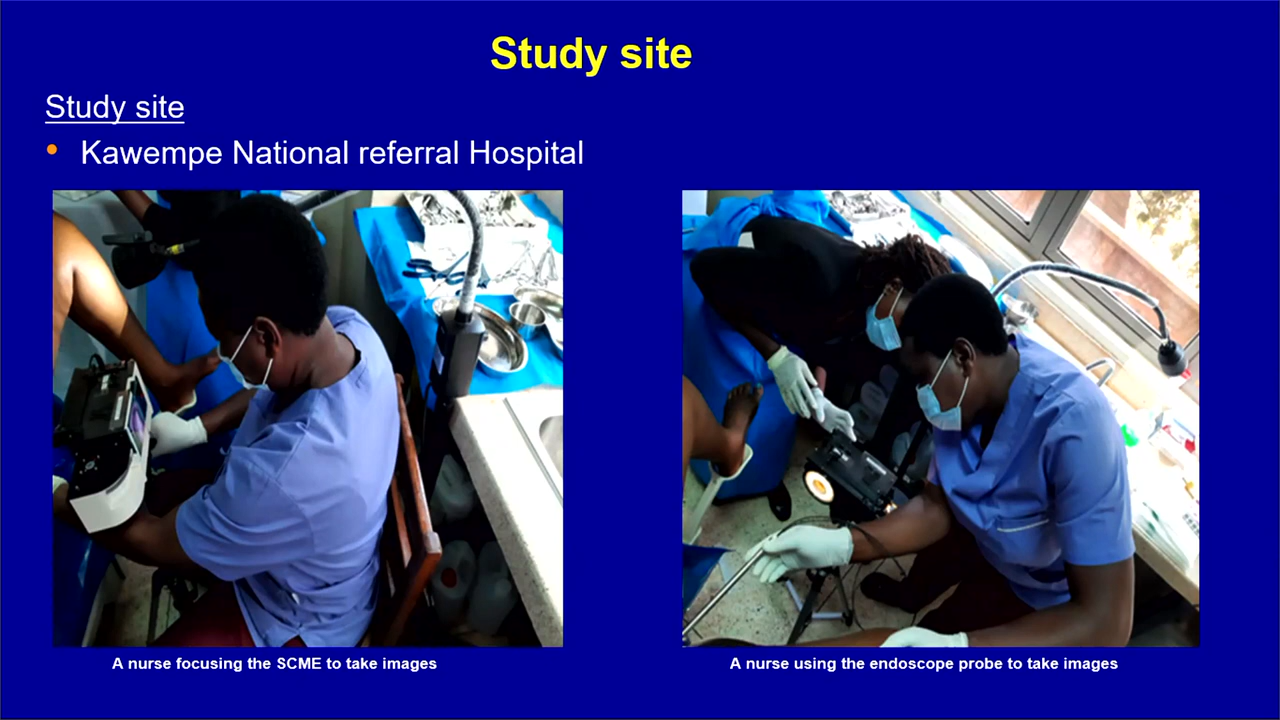 Study site
Study site
• Kawempe National referral Hospital
A nurse focusing the SCME to take images
A nurse using the endoscope probe to take images